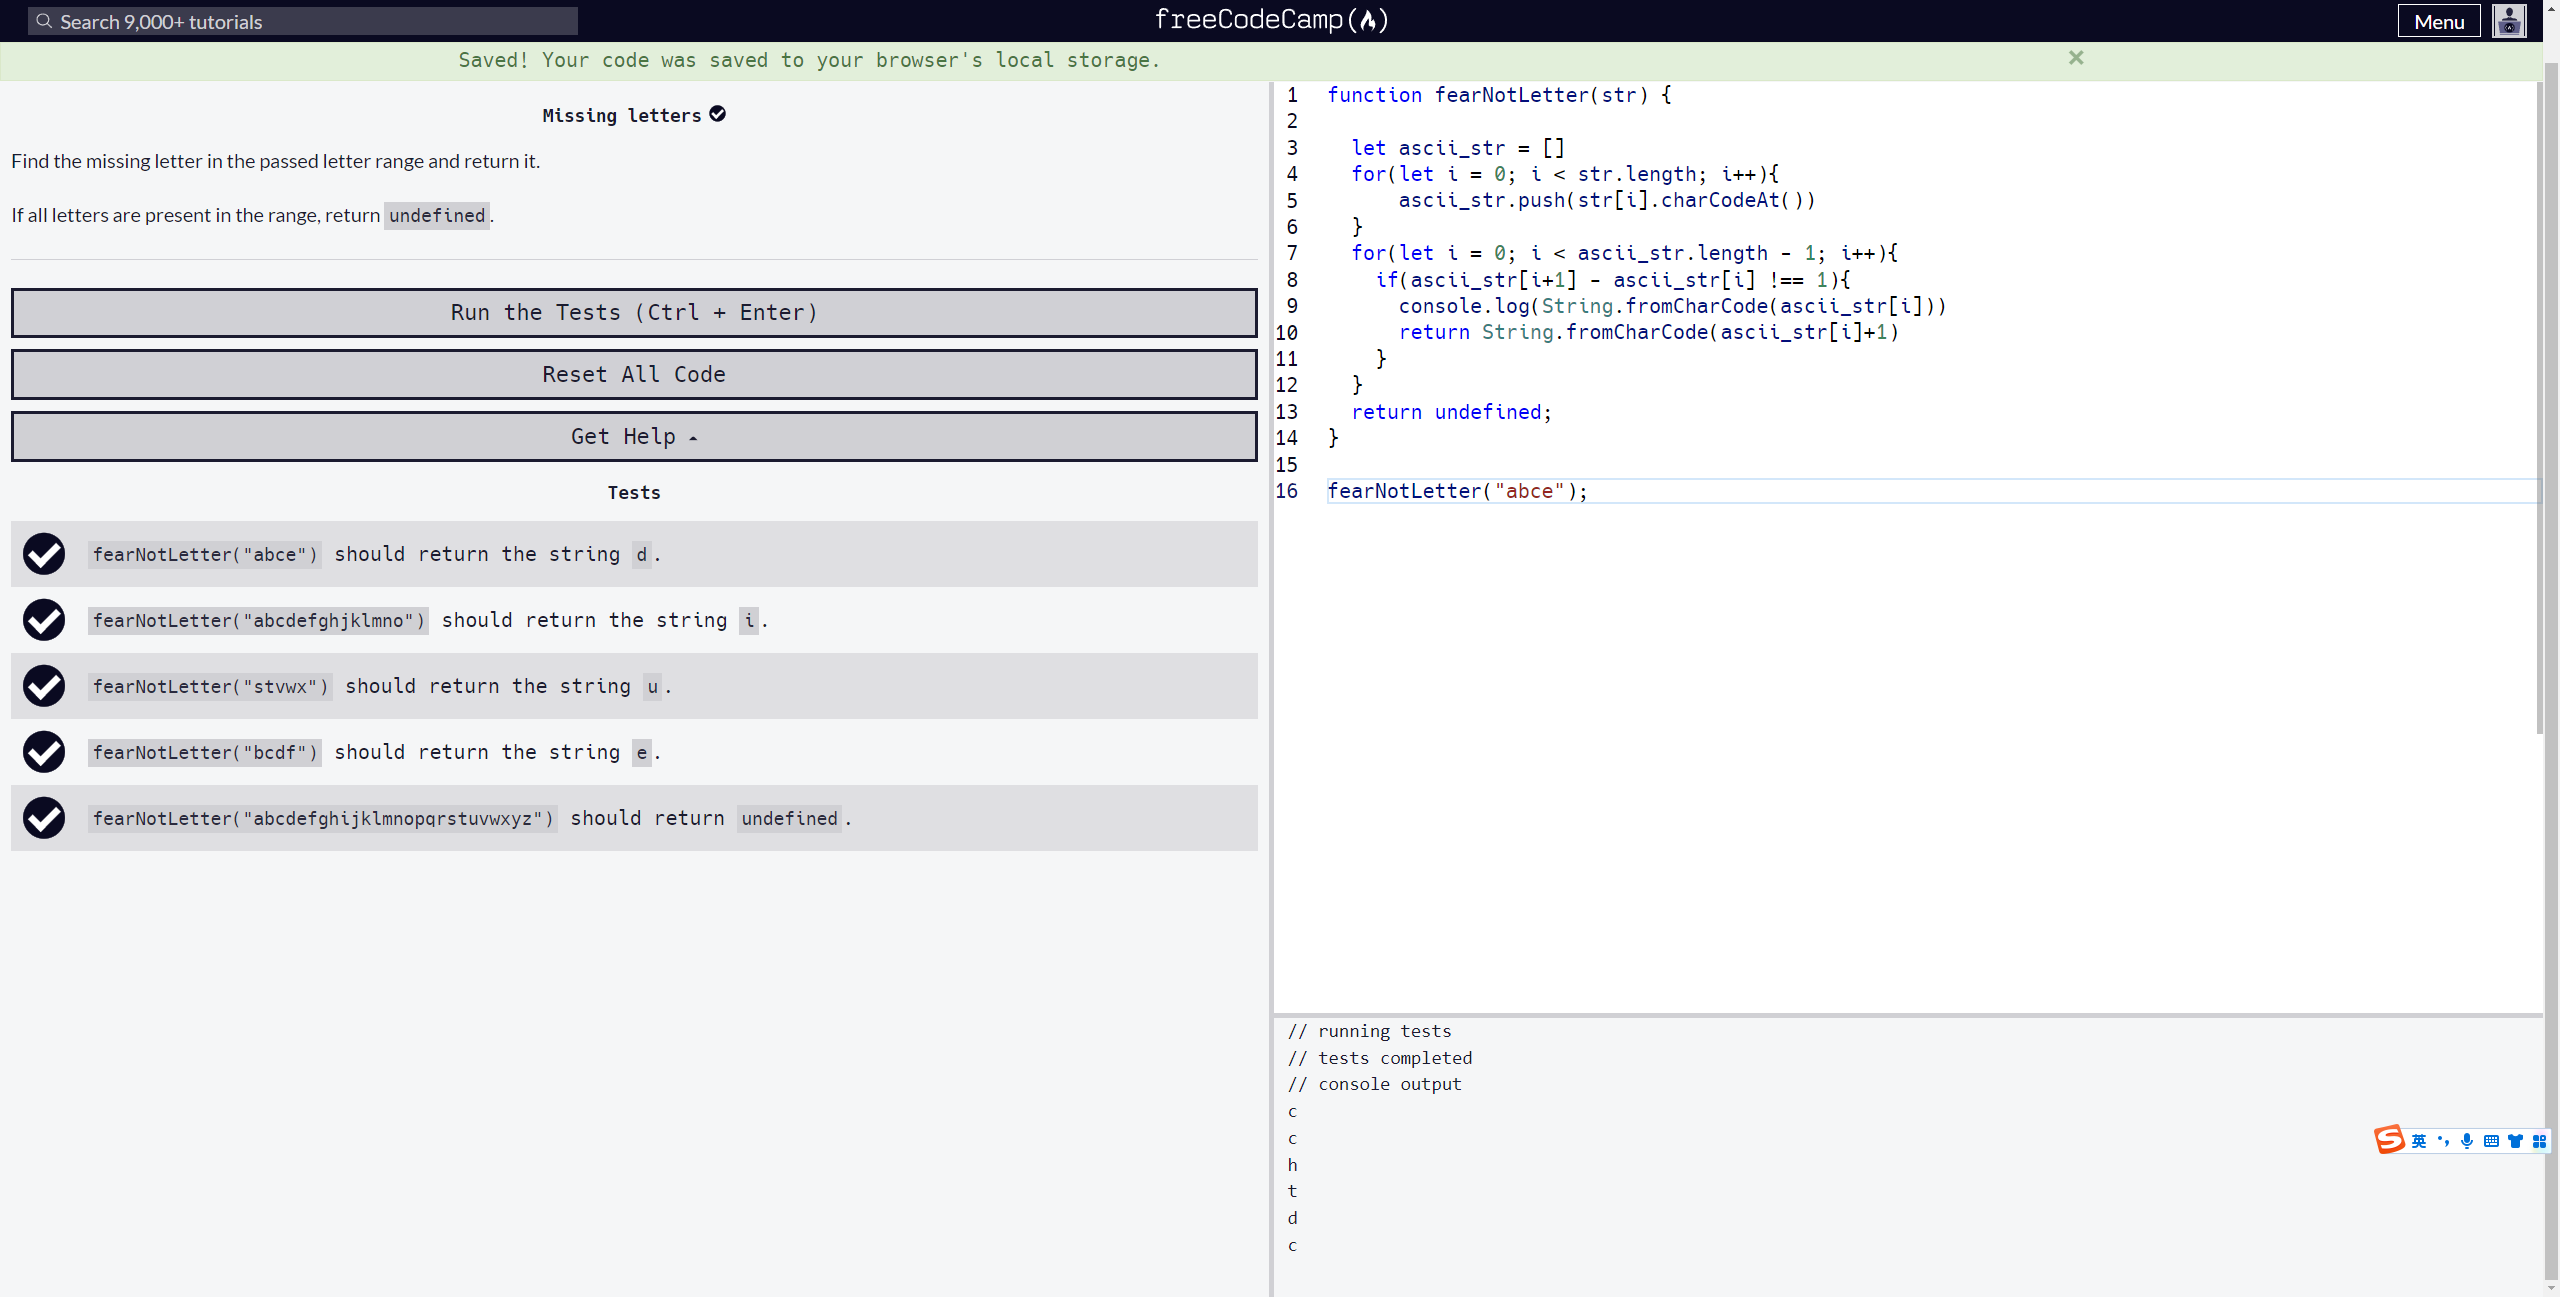 Search 9,000+ tutorials
freeCodeCamp(🔥)
Menu
Saved! Your code was saved to your browser's local storage.
×
Missing letters
Find the missing letter in the passed letter range and return it.
If all letters are present in the range, return undefined.
Run the Tests (Ctrl + Enter)
Reset All Code
Get Help
Tests
fearNotLetter("abce") should return the string d.
fearNotLetter("abcdefghjklmno") should return the string i.
fearNotLetter("stvwx") should return the string u.
fearNotLetter("bcdf") should return the string e.
fearNotLetter("abcdefghijklmnopqrstuvwxyz") should return undefined.
1 function fearNotLetter(str) {
2
3 let ascii_str = []
4 for(let i = 0; i < str.length; i++){
5 ascii_str.push(str[i].charCodeAt())
6 }
7 for(let i = 0; i < ascii_str.length - 1; i++){
8 if(ascii_str[i+1] - ascii_str[i] !== 1){
9 console.log(String.fromCharCode(ascii_str[i]))
10 return String.fromCharCode(ascii_str[i]+1)
11 }
12 }
13 return undefined;
14 }
15
16 fearNotLetter("abce");
// running tests
// tests completed
// console output
c
c
h
t
d
c
S 英